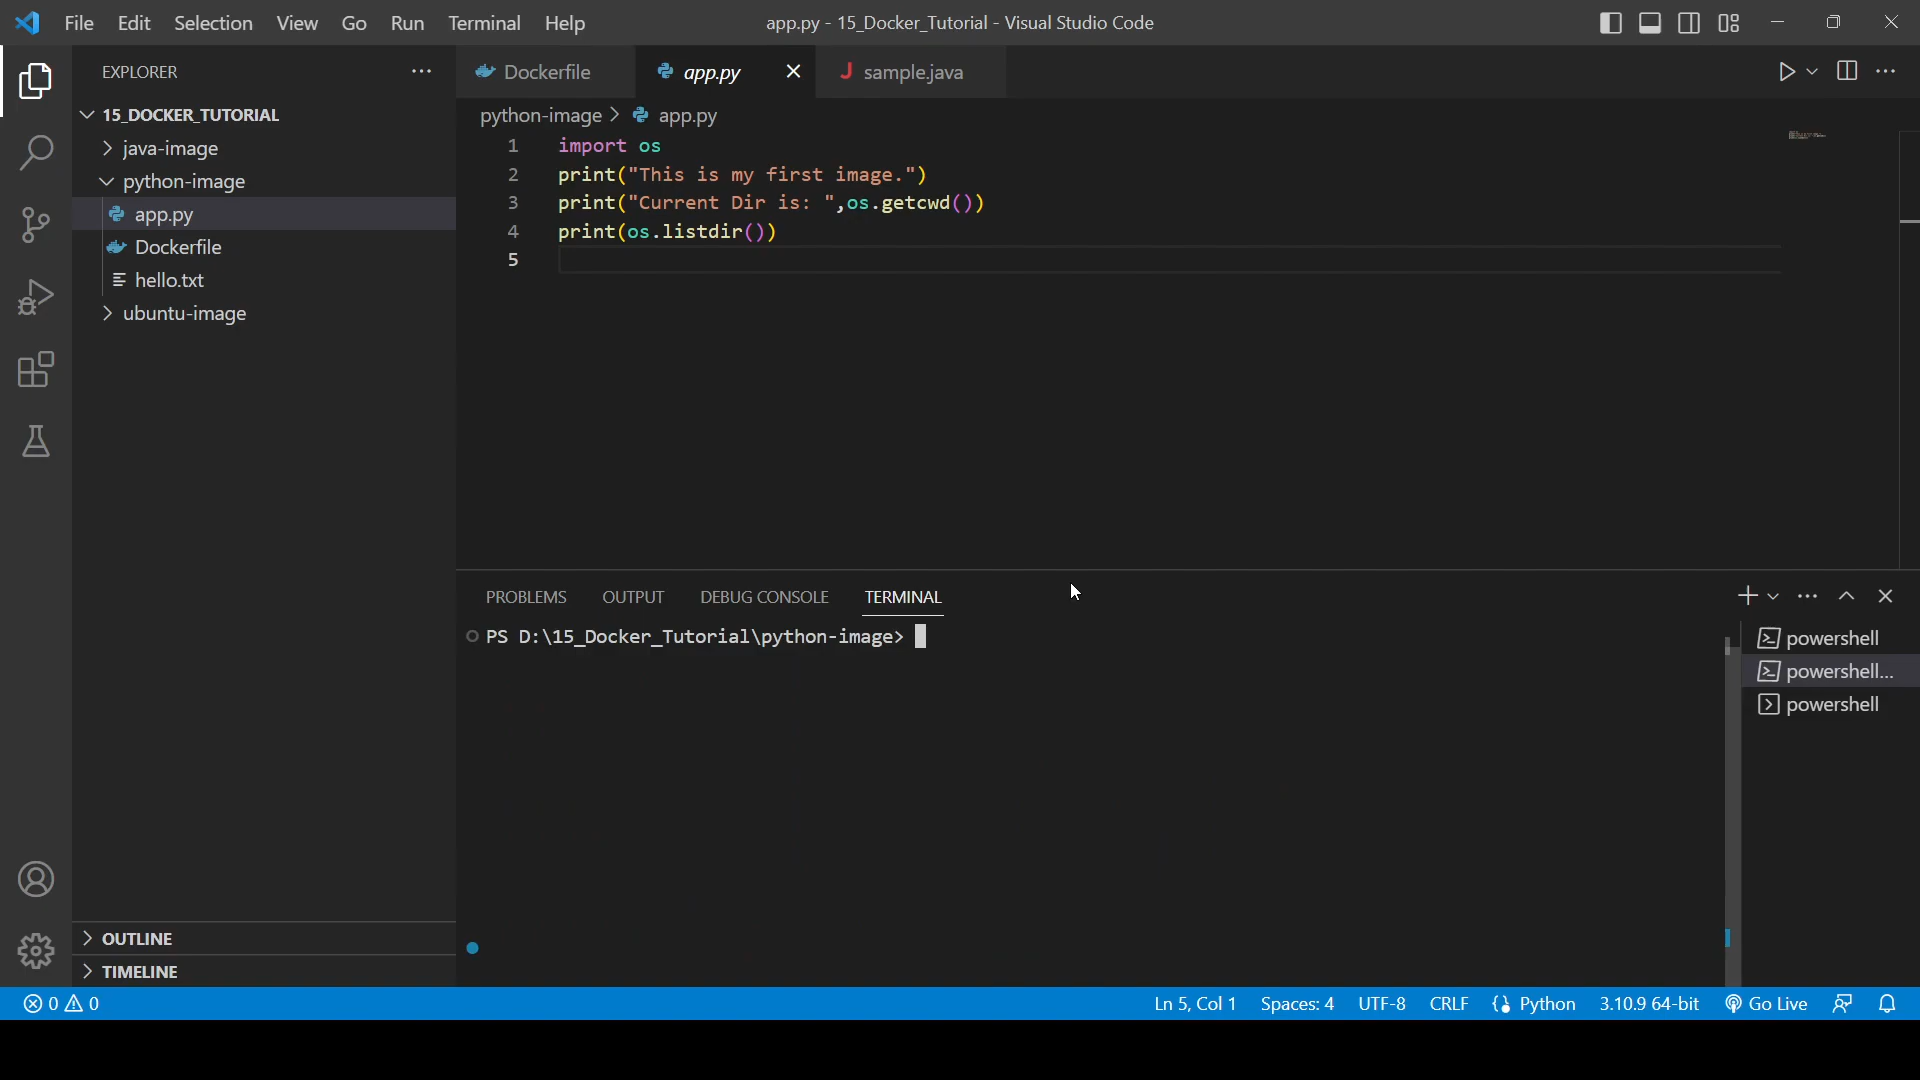 File Edit Selection View Go Run Terminal Help
app.py - 15_Docker_Tutorial - Visual Studio Code
EXPLORER
15_DOCKER_TUTORIAL
java-image
python-image
app.py
Dockerfile
hello.txt
ubuntu-image
OUTLINE
TIMELINE
Dockerfile app.py sample.java
python-image > app.py
1 import os
2 print("This is my first image.")
3 print("Current Dir is: ",os.getcwd())
4 print(os.listdir())
5
PROBLEMS OUTPUT DEBUG CONSOLE TERMINAL
PS D:\15_Docker_Tutorial\python-image>
powershell
powershell...
powershell
0 0 Ln 5, Col 1 Spaces: 4 UTF-8 CRLF Python 3.10.9 64-bit Go Live